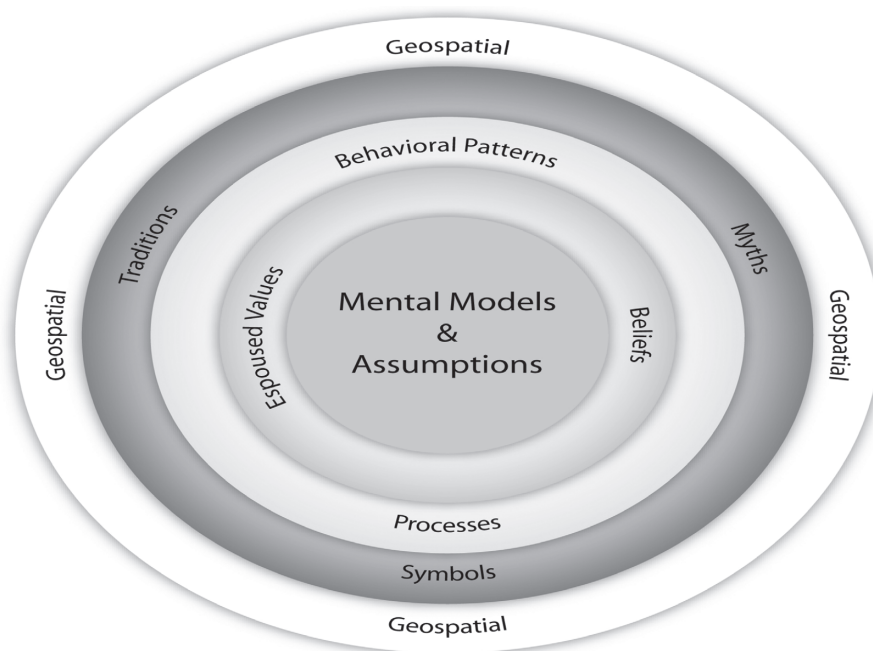 Geospatial
Behavioral Patterns
Traditions
Myths
Geospatial
Espoused Values
Mental Models
&
Assumptions
Beliefs
Geospatial
Processes
Symbols
Geospatial